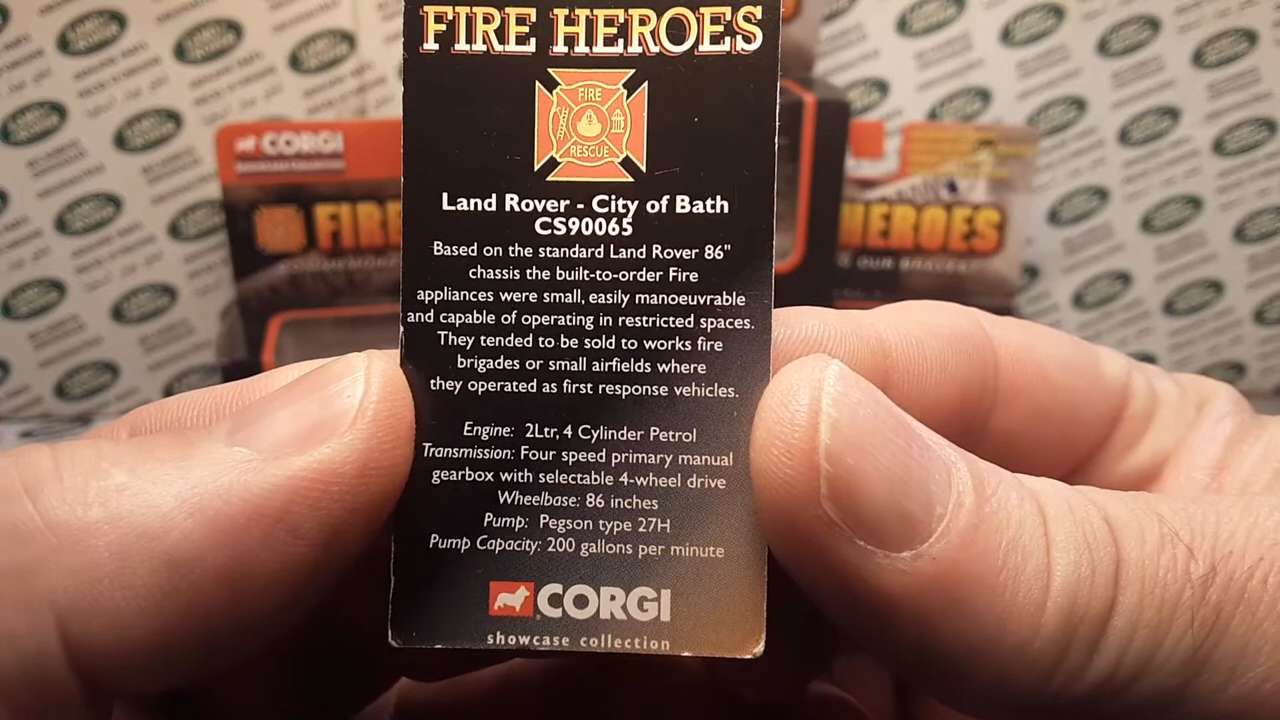 FIRE HEROES
FIRE
RESCUE
Land Rover - City of Bath
CS90065
Based on the standard Land Rover 86"
chassis the built-to-order Fire
appliances were small, easily manoeuvrable
and capable of operating in restricted spaces.
They tended to be sold to works fire
brigades or small airfields where
they operated as first response vehicles.
Engine: 2Ltr, 4 Cylinder Petrol
Transmission: Four speed primary manual
gearbox with selectable 4-wheel drive
Wheelbase: 86 inches
Pump: Pegson type 27H
Pump Capacity: 200 gallons per minute
CORGI
showcase collection
CORGI
FIRE
HEROES
OUR BRAVEST
LAND ROVER